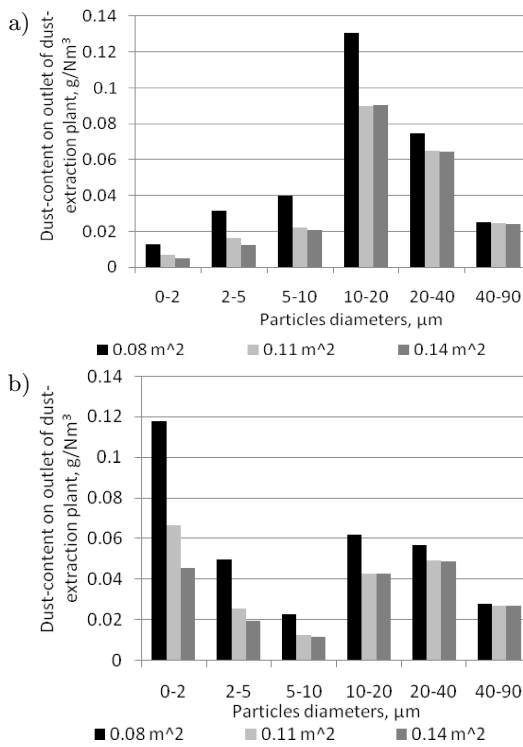 a)
Dust-content on outlet of dust-
extraction plant, g/Nm³
0.14
0.12
0.1
0.08
0.06
0.04
0.02
0
0-2 2-5 5-10 10-20 20-40 40-90
Particles diameters, μm
0.08 m^2 0.11 m^2 0.14 m^2
b)
Dust-content on outlet of dust-
extraction plant, g/Nm³
0.14
0.12
0.1
0.08
0.06
0.04
0.02
0
0-2 2-5 5-10 10-20 20-40 40-90
Particles diameters, μm
0.08 m^2 0.11 m^2 0.14 m^2